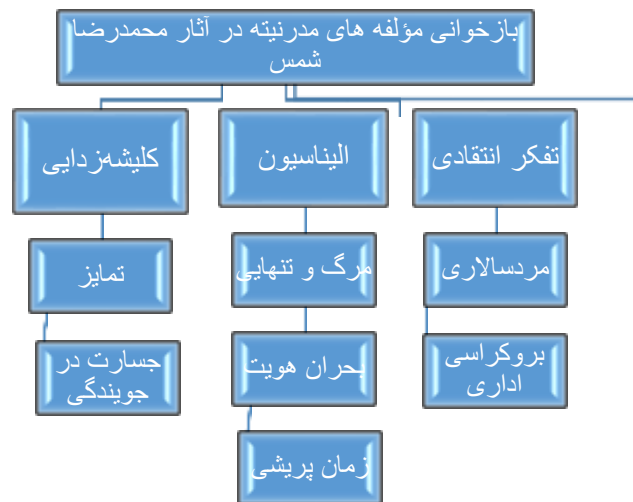 بازخوانی مؤلفه های مدرنیته در آثار محمدرضا
شمس
تفکر انتقادی
الیناسیون
کلیشه‌زدایی
مردسالاری
مرگ و تنهایی
تمایز
بروکراسی
اداری
بحران هویت
جسارت در
جویندگی
زمان پریشی